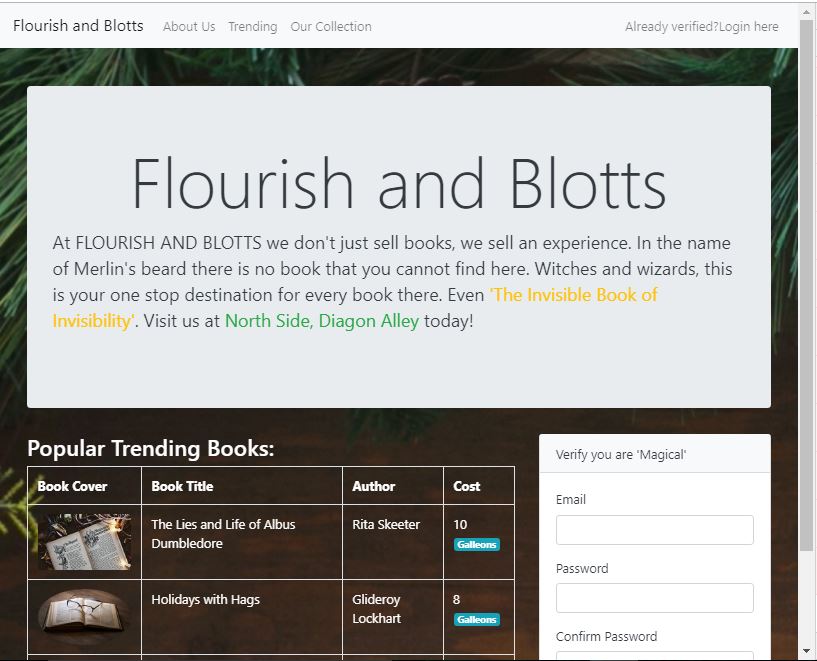 Flourish and Blotts About Us Trending Our Collection Already verified?Login here
Flourish and Blotts
At FLOURISH AND BLOTTS we don't just sell books, we sell an experience. In the name
of Merlin's beard there is no book that you cannot find here. Witches and wizards, this
is your one stop destination for every book there. Even 'The Invisible Book of
Invisibility'. Visit us at North Side, Diagon Alley today!
Popular Trending Books:
Book Cover Book Title Author Cost
The Lies and Life of Albus
Dumbledore
Rita Skeeter
10
Galleons
Holidays with Hags
Glideroy
Lockhart
8
Galleons
Verify you are 'Magical'
Email
Password
Confirm Password